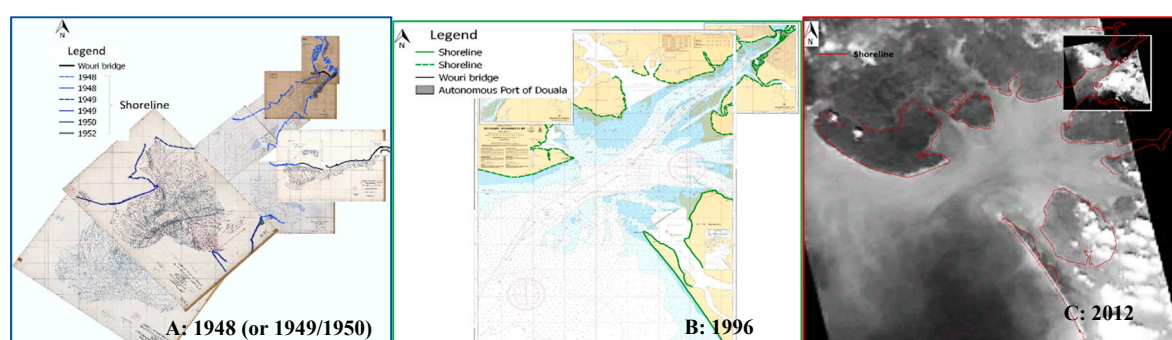 N
Legend
Wouri bridge
1948
1948
1949
1949
1950
1952
Shoreline
A: 1948 (or 1949/1950)
N
Legend
Shoreline
Shoreline
Wouri bridge
Autonomous Port of Douala
B: 1996
N
Shoreline
C: 2012